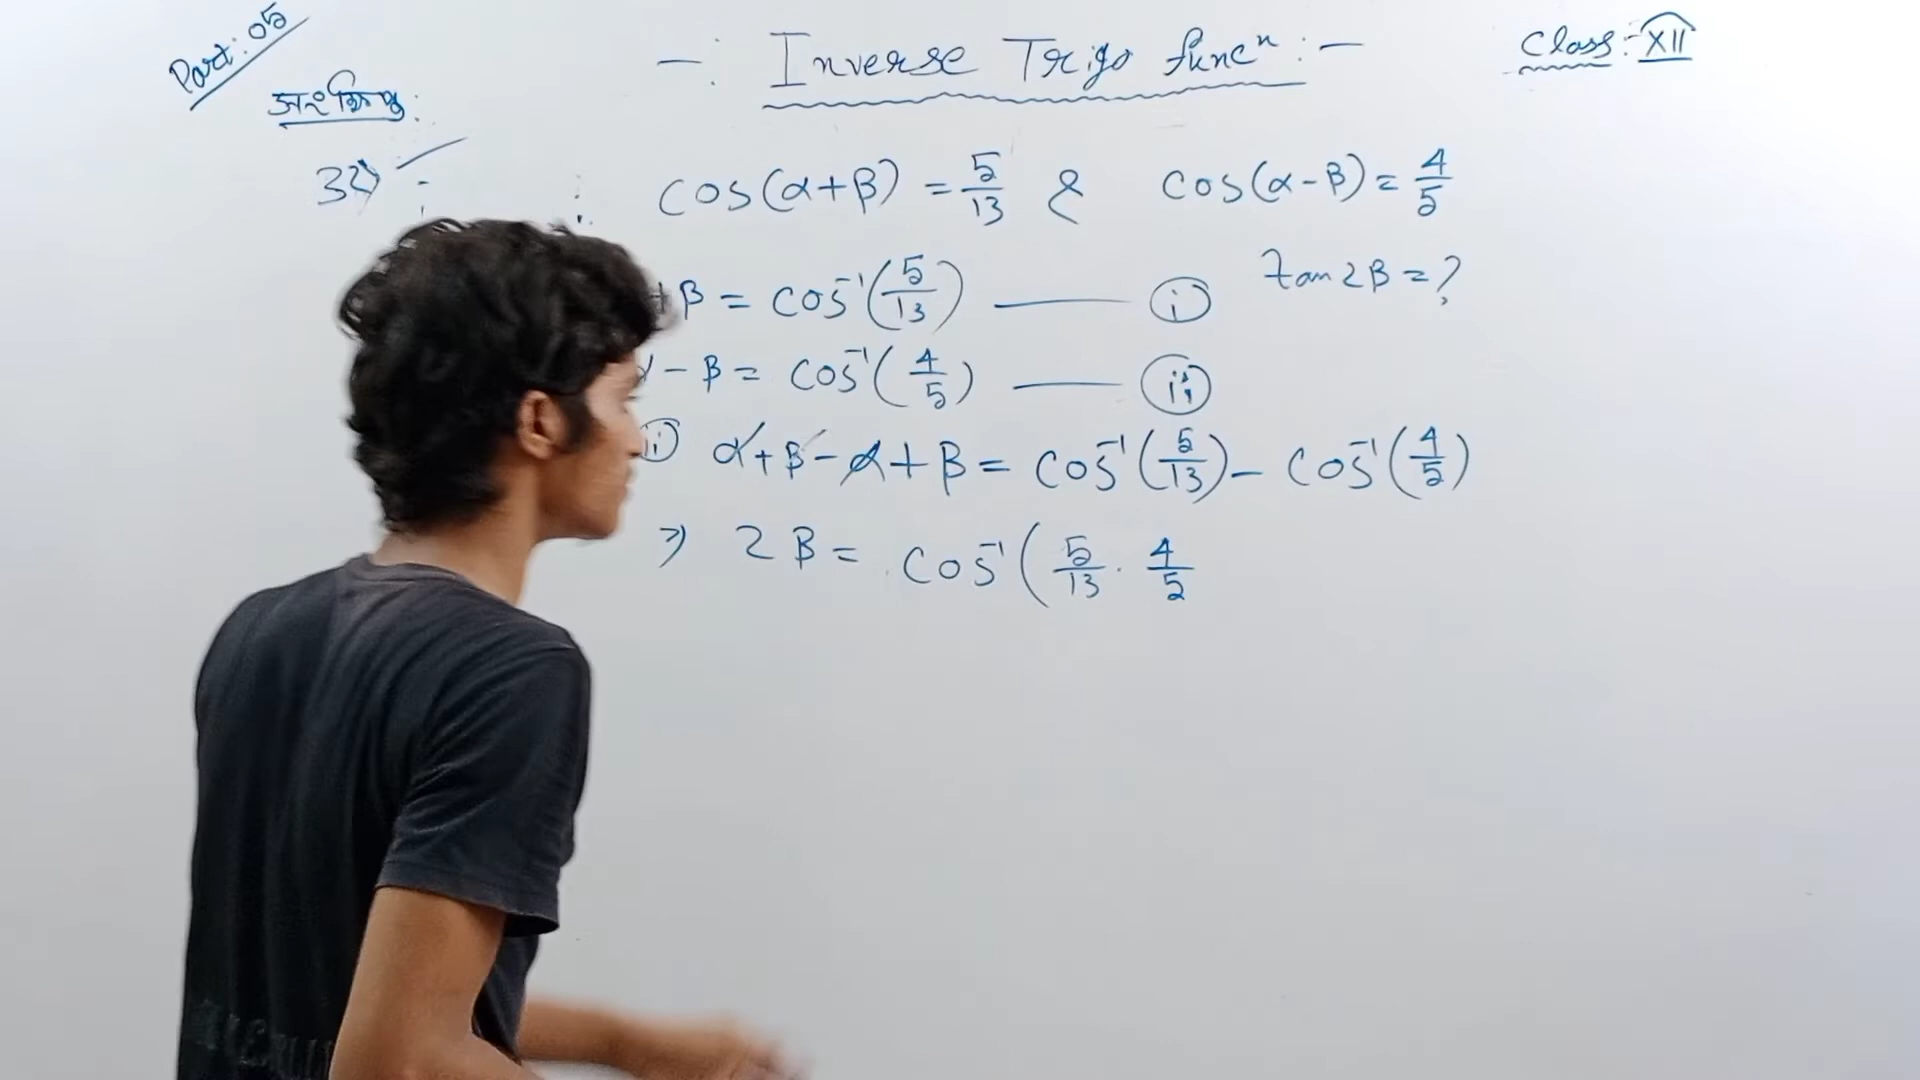 Part: 05
-: Inverse Trigo funcⁿ :-
Class:- XII
32)
cos(α+β) = 5/13 & cos(α-β) = 4/5
tan2β = ?
+β = cos⁻¹(5/13) —— (i)
α - β = cos⁻¹(4/5) —— (ii)
α+β-α+β = cos⁻¹(5/13) - cos⁻¹(4/5)
⇒ 2β = cos⁻¹(5/13 · 4/5